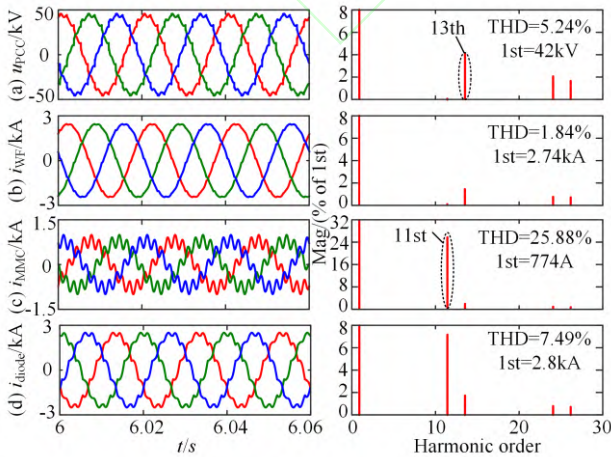 (a) uPCC/kV
50
0
-50
8
6
4
2
0
13th
THD=5.24%
1st=42kV
(b) iWF/kA
3
0
-3
8
6
4
2
0
THD=1.84%
1st=2.74kA
(c) iMMC/kA
1.5
0
-1.5
Mag/(% of 1st)
32
24
16
8
0
11st
THD=25.88%
1st=774A
(d) idiode/kA
3
0
-3
8
6
4
2
0
THD=7.49%
1st=2.8kA
6 6.02 6.04 6.06
t/s
0 10 20 30
Harmonic order